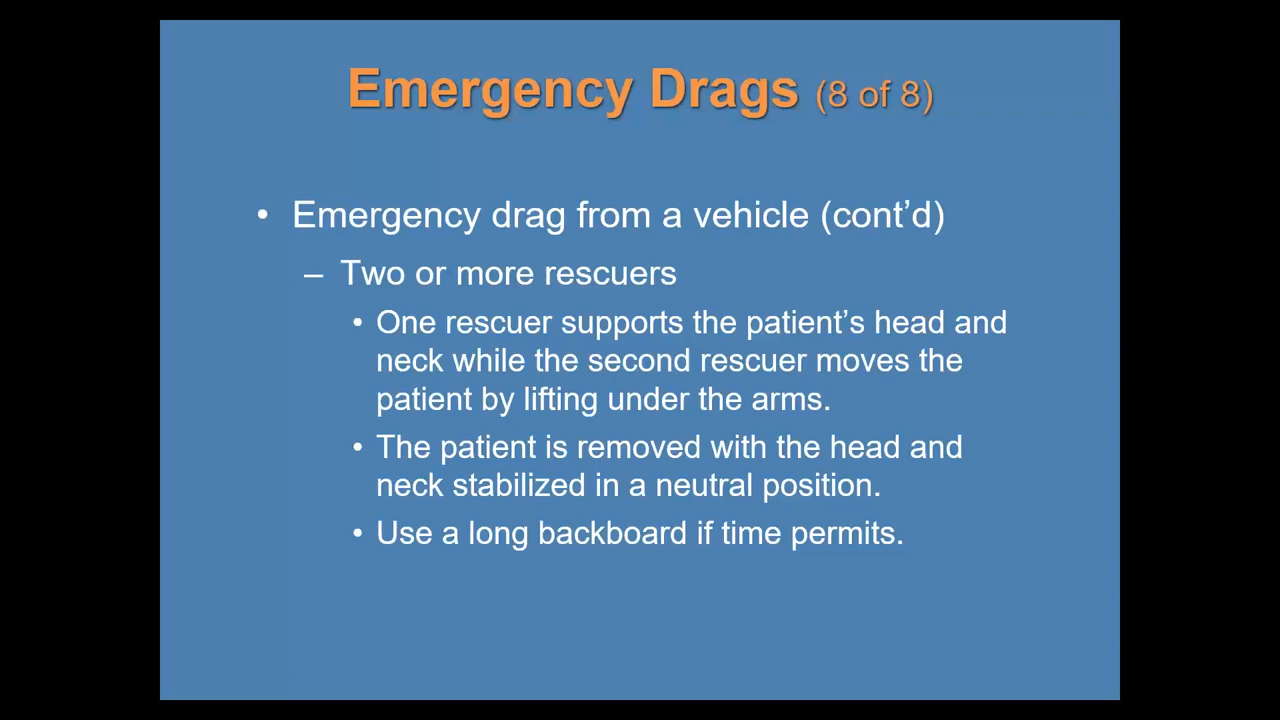 Emergency Drags (8 of 8)
• Emergency drag from a vehicle (cont’d)
– Two or more rescuers
• One rescuer supports the patient’s head and
neck while the second rescuer moves the
patient by lifting under the arms.
• The patient is removed with the head and
neck stabilized in a neutral position.
• Use a long backboard if time permits.